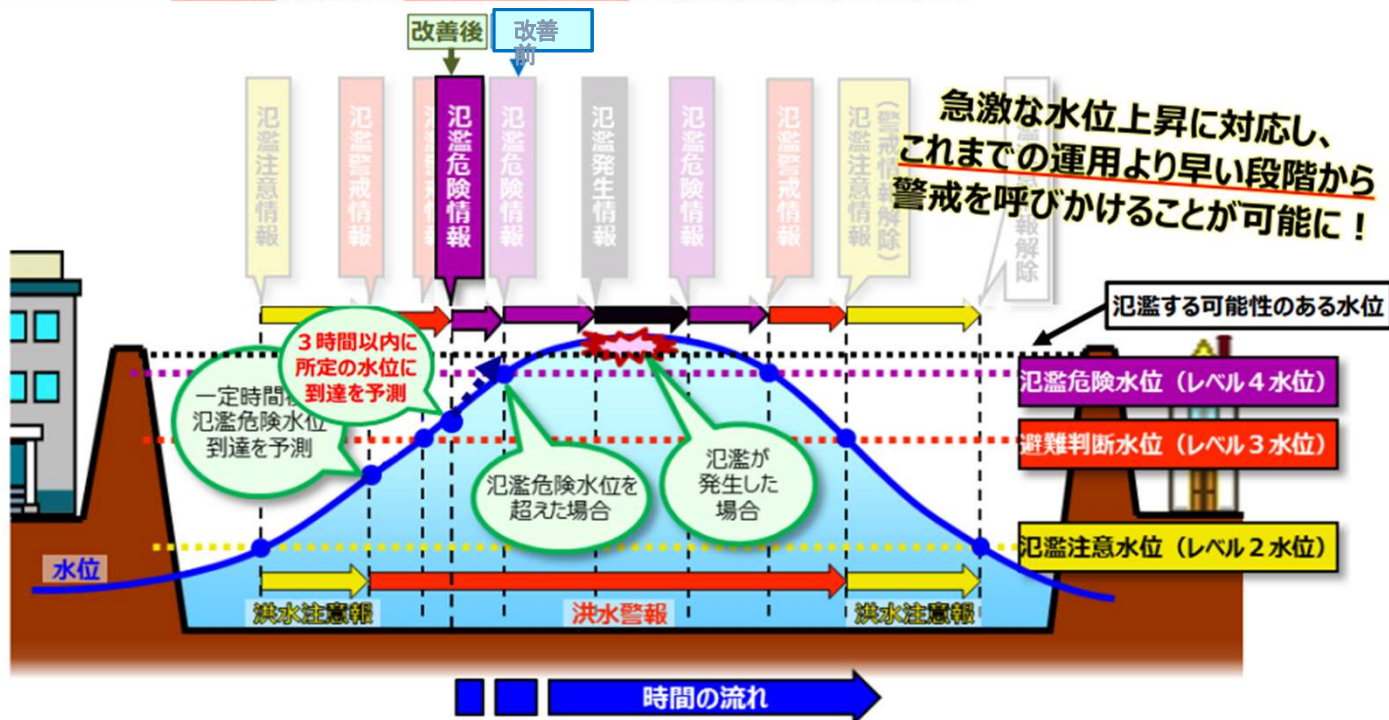 改善後
改善
前
氾濫注意情報
氾濫警戒情報
氾濫危険情報
氾濫危険情報
氾濫発生情報
氾濫危険情報
氾濫警戒情報
氾濫注意情報
(警戒情報解除)
報解除
急激な水位上昇に対応し、
これまでの運用より早い段階から
警戒を呼びかけることが可能に！
氾濫する可能性のある水位
3時間以内に
所定の水位に
到達を予測
一定時間
氾濫危険水位
到達を予測
氾濫危険水位を
超えた場合
氾濫が
発生した
場合
氾濫危険水位（レベル4水位）
避難判断水位（レベル3水位）
氾濫注意水位（レベル2水位）
水位
洪水注意報
洪水警報
洪水注意報
時間の流れ